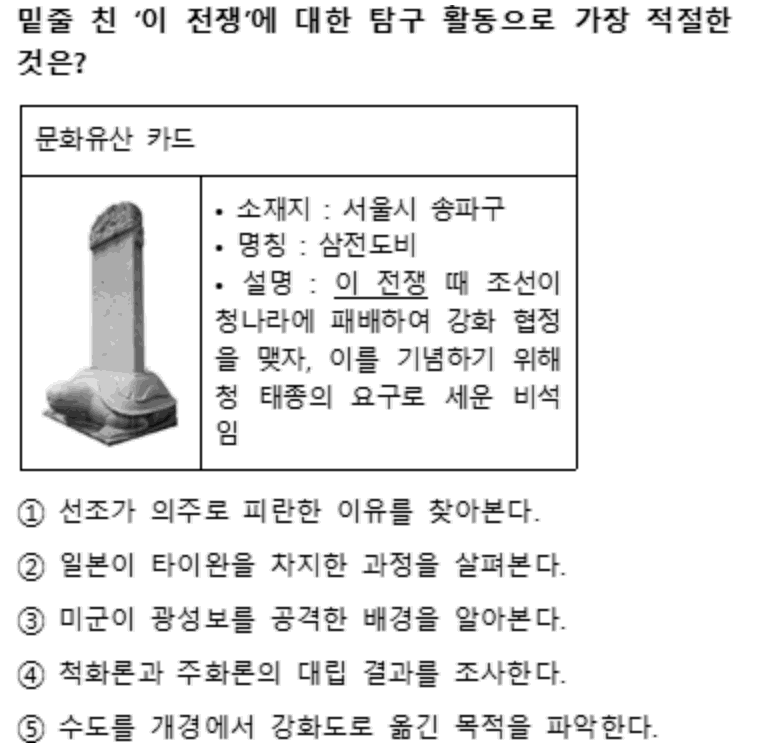 밑줄 친 ‘이 전쟁’에 대한 탐구 활동으로 가장 적절한
것은?
문화유산 카드
• 소재지 : 서울시 송파구
• 명칭 : 삼전도비
• 설명 : 이 전쟁 때 조선이
청나라에 패배하여 강화 협정
을 맺자, 이를 기념하기 위해
청 태종의 요구로 세운 비석
임
① 선조가 의주로 피란한 이유를 찾아본다.
② 일본이 타이완을 차지한 과정을 살펴본다.
③ 미군이 광성보를 공격한 배경을 알아본다.
④ 척화론과 주화론의 대립 결과를 조사한다.
⑤ 수도를 개경에서 강화도로 옮긴 목적을 파악한다.